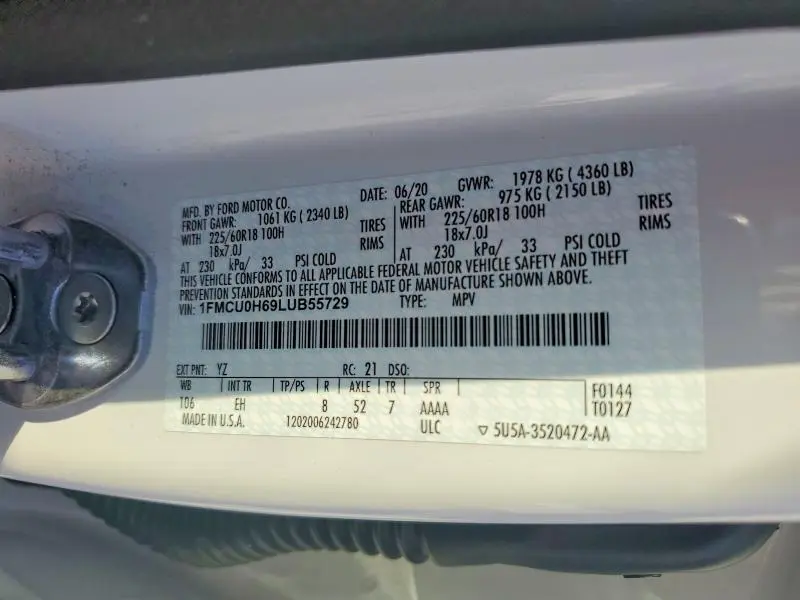 MFD. BY FORD MOTOR CO.
DATE: 06/20 GVWR: 1978 KG ( 4360 LB)
FRONT GAWR: 1061 KG ( 2340 LB) REAR GAWR: 975 KG ( 2150 LB)
WITH 225/60R18 100H TIRES WITH 225/60R18 100H TIRES
18x7.0J RIMS 18x7.0J RIMS
AT 230 kPa/ 33 PSI COLD AT 230 kPa/ 33 PSI COLD
THIS VEHICLE CONFORMS TO ALL APPLICABLE FEDERAL MOTOR VEHICLE SAFETY AND THEFT
PREVENTION STANDARDS IN EFFECT ON THE DATE OF MANUFACTURE SHOWN ABOVE.
VIN: 1FMCU0H69LUB55729 TYPE: MPV
EXT PNT: YZ RC: 21 DSO:
WB INT TR TP/PS R AXLE TR SPR F0144
106 EH 8 52 7 AAAA T0127
MADE IN U.S.A. 1202006242780 ULC ▽ 5U5A-3520472-AA